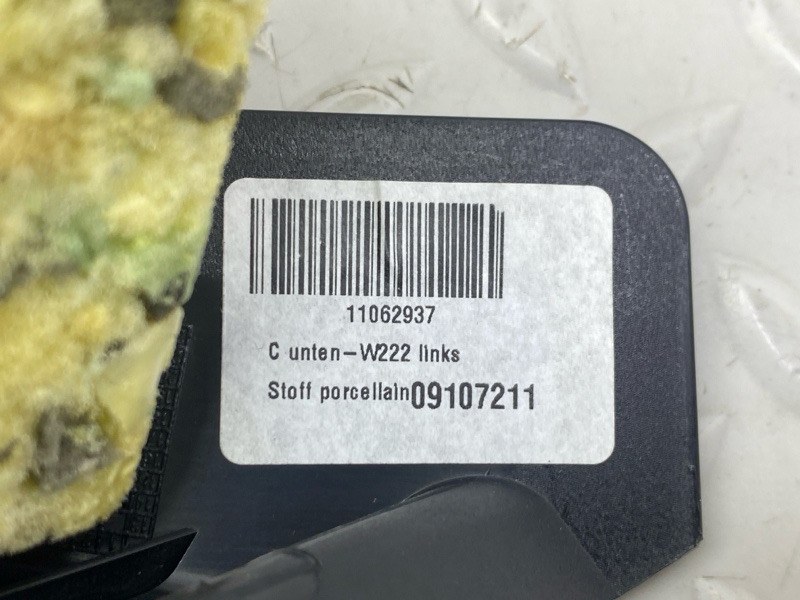 11062937
C unten-W222 links
Stoff porcellain09107211